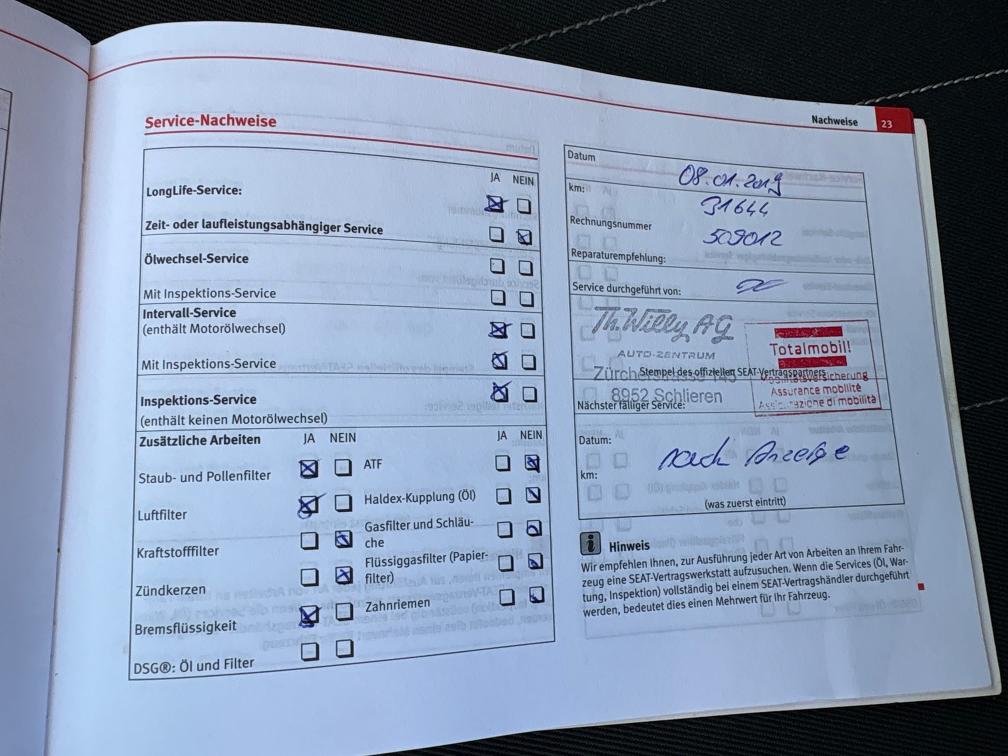 Service-Nachweise
Nachweise 23
JA NEIN
LongLife-Service:
Zeit- oder laufleistungsabhängiger Service
Ölwechsel-Service
Mit Inspektions-Service
Intervall-Service
(enthält Motorölwechsel)
Mit Inspektions-Service
Inspektions-Service
(enthält keinen Motorölwechsel)
Zusätzliche Arbeiten JA NEIN JA NEIN
Staub- und Pollenfilter
Luftfilter
Kraftstofffilter
Zündkerzen
Bremsflüssigkeit
DSG®: Öl und Filter
ATF
Haldex-Kupplung (Öl)
Gasfilter und Schläu-
che
Flüssiggasfilter (Papier-
filter)
Zahnriemen
Datum 08.01.2019
km: 31644
Rechnungsnummer 509012
Reparaturempfehlung:
Service durchgeführt von:
Th. Willy AG
AUTO-ZENTRUM
Zürcherstrasse 145
8952 Schlieren
Totalmobil!
Mobilitätsversicherung
Assurance mobilité
Assicurazione di mobilità
Stempel des offiziellen SEAT-Vertragspartners
Nächster fälliger Service:
Datum: nach Anzeige
km:
(was zuerst eintritt)
Hinweis
Wir empfehlen Ihnen, zur Ausführung jeder Art von Arbeiten an Ihrem Fahr-
zeug eine SEAT-Vertragswerkstatt aufzusuchen. Wenn die Services (Öl, War-
tung, Inspektion) vollständig bei einem SEAT-Vertragshändler durchgeführt
werden, bedeutet dies einen Mehrwert für Ihr Fahrzeug.